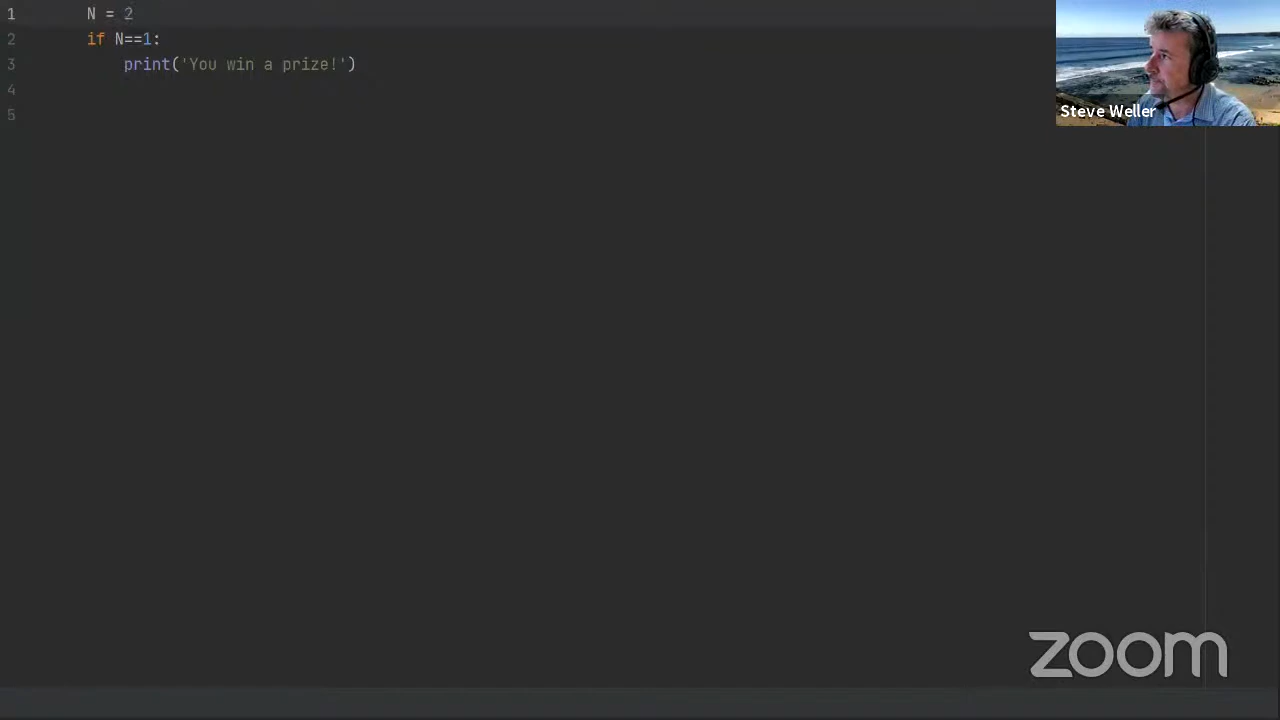 1 N = 2
2 if N==1:
3 print('You win a prize!')
4
5
Steve Weller
zoom